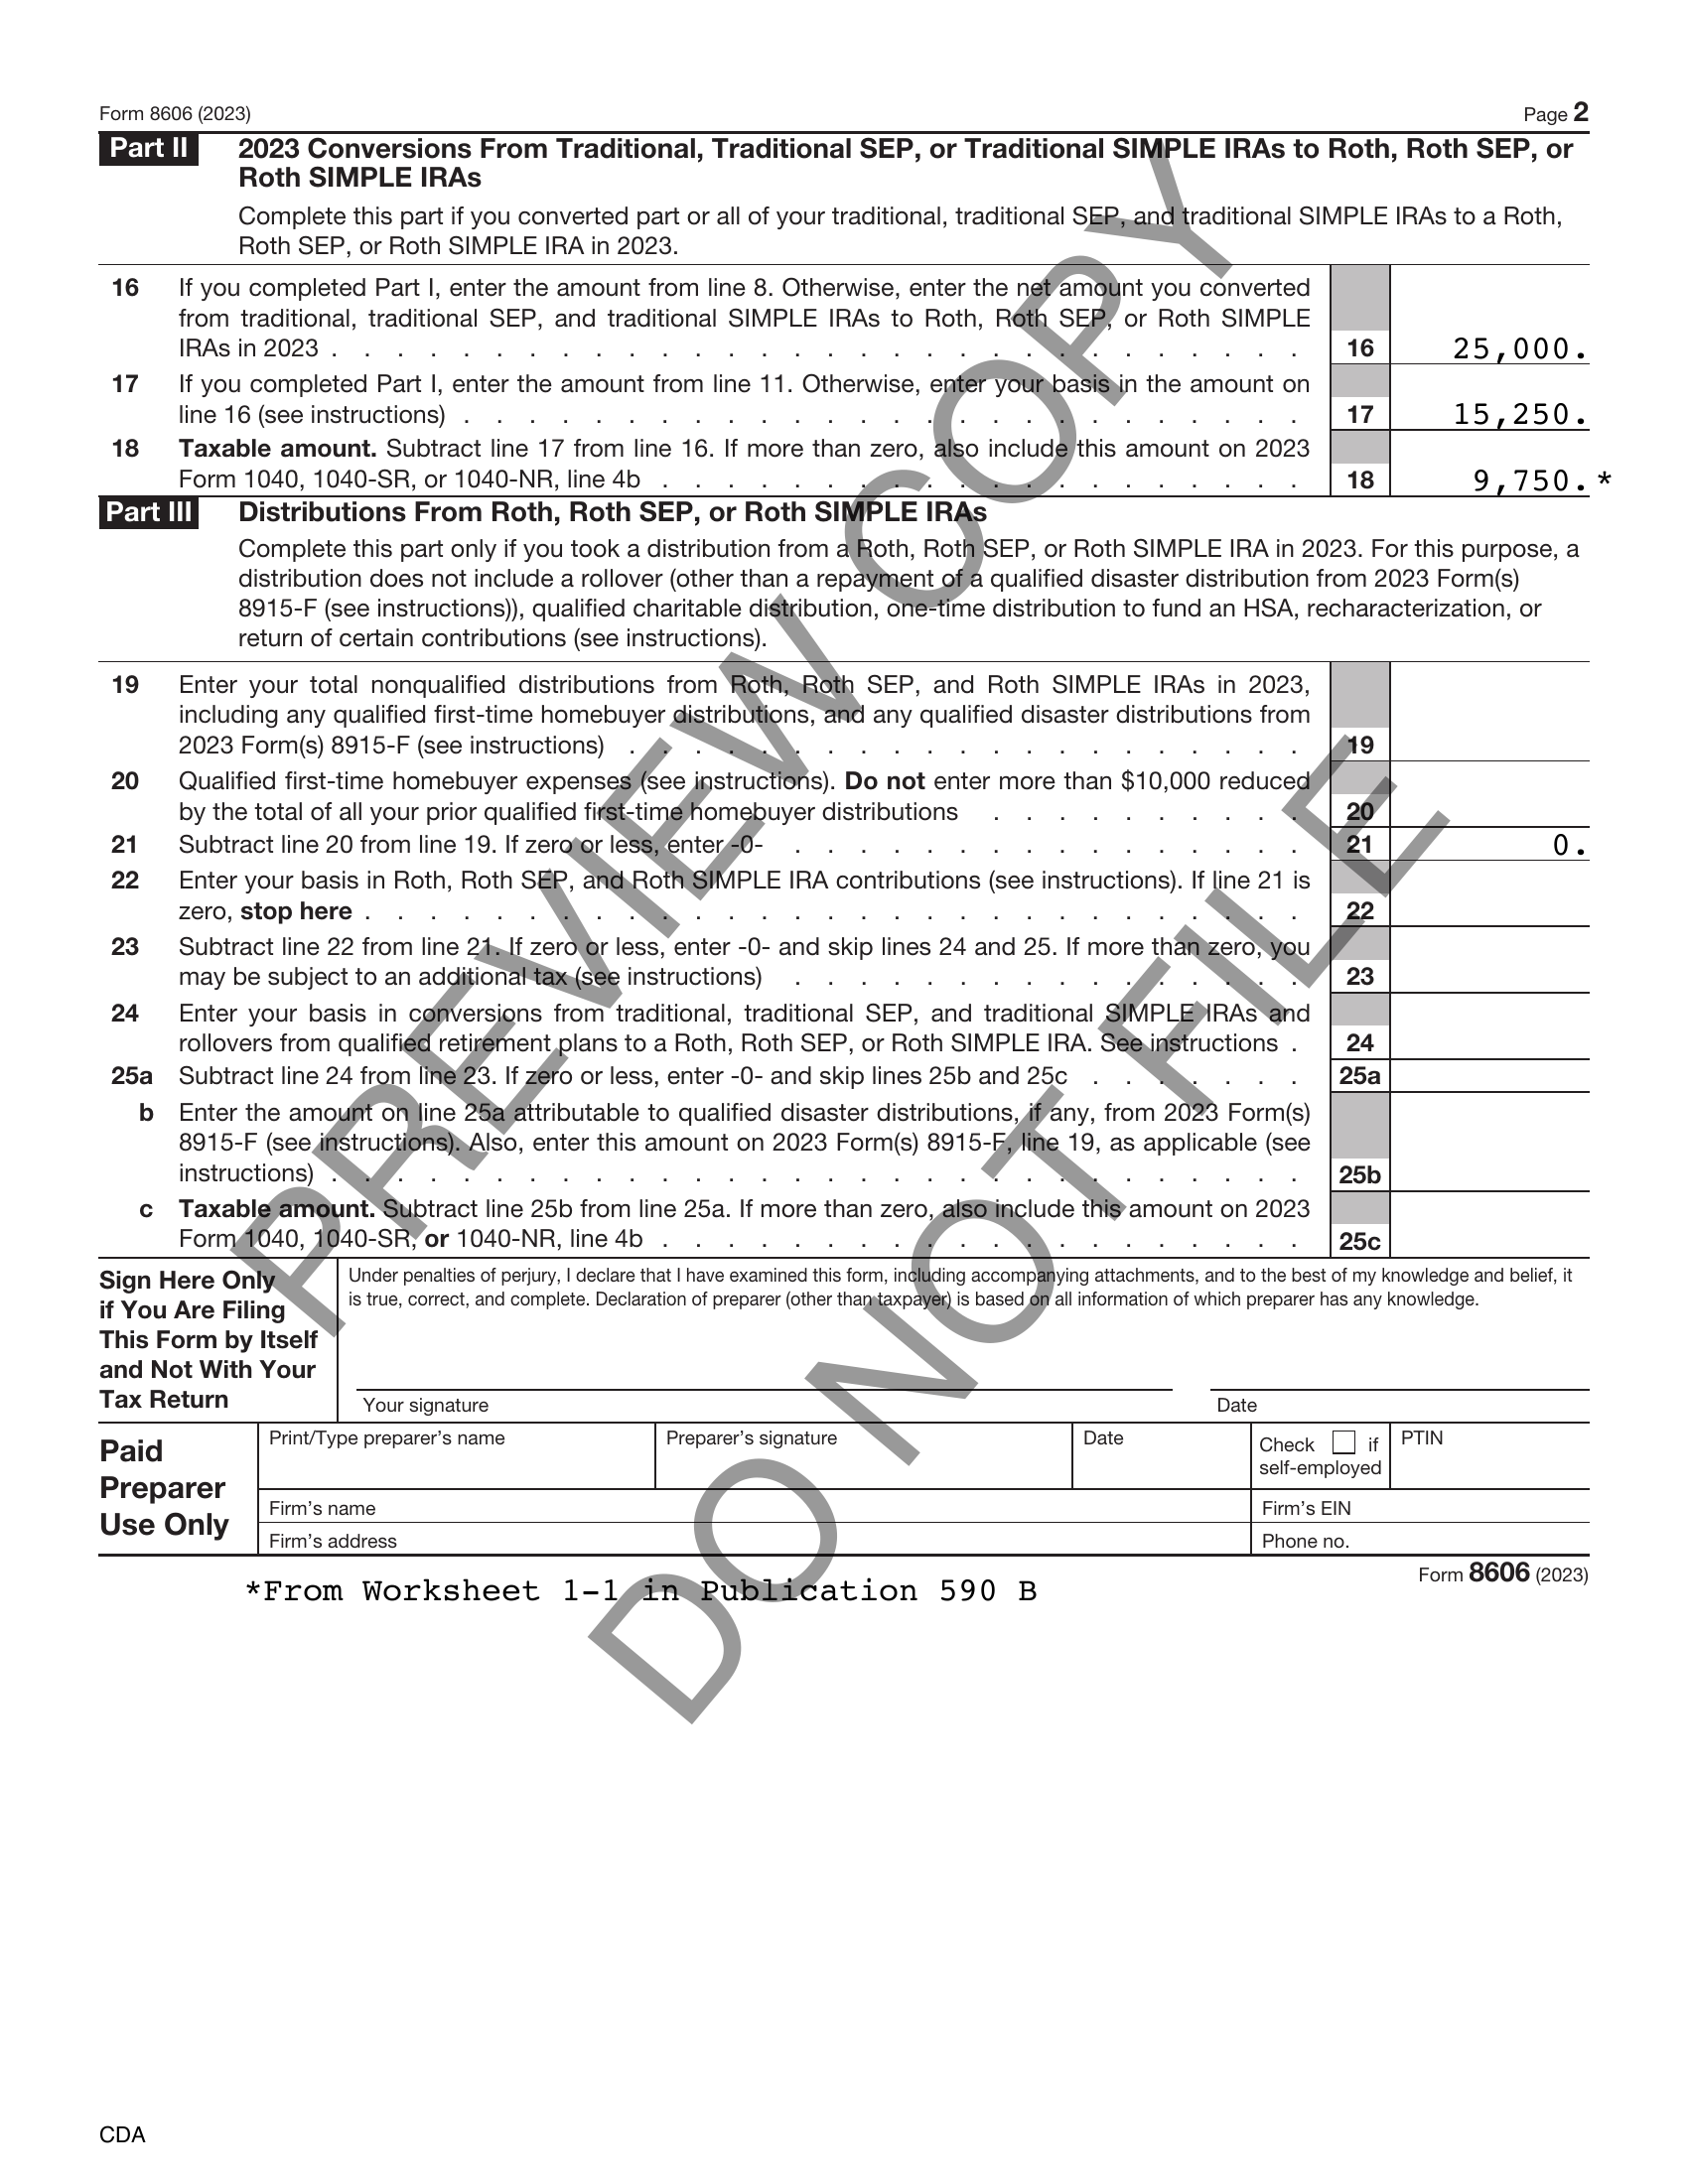 Form 8606 (2023) Page 2
Part II 2023 Conversions From Traditional, Traditional SEP, or Traditional SIMPLE IRAs to Roth, Roth SEP, or
Roth SIMPLE IRAs
Complete this part if you converted part or all of your traditional, traditional SEP, and traditional SIMPLE IRAs to a Roth,
Roth SEP, or Roth SIMPLE IRA in 2023.
16 If you completed Part I, enter the amount from line 8. Otherwise, enter the net amount you converted
from traditional, traditional SEP, and traditional SIMPLE IRAs to Roth, Roth SEP, or Roth SIMPLE
IRAs in 2023 . . . . . . . . . . . . . . . . . . . . . . . . . . . . . . 16 25,000.
17 If you completed Part I, enter the amount from line 11. Otherwise, enter your basis in the amount on
line 16 (see instructions) . . . . . . . . . . . . . . . . . . . . . . . . . . 17 15,250.
18 Taxable amount. Subtract line 17 from line 16. If more than zero, also include this amount on 2023
Form 1040, 1040-SR, or 1040-NR, line 4b . . . . . . . . . . . . . . . . . . . . 18 9,750.*
Part III Distributions From Roth, Roth SEP, or Roth SIMPLE IRAs
Complete this part only if you took a distribution from a Roth, Roth SEP, or Roth SIMPLE IRA in 2023. For this purpose, a
distribution does not include a rollover (other than a repayment of a qualified disaster distribution from 2023 Form(s)
8915-F (see instructions)), qualified charitable distribution, one-time distribution to fund an HSA, recharacterization, or
return of certain contributions (see instructions).
19 Enter your total nonqualified distributions from Roth, Roth SEP, and Roth SIMPLE IRAs in 2023,
including any qualified first-time homebuyer distributions, and any qualified disaster distributions from
2023 Form(s) 8915-F (see instructions) . . . . . . . . . . . . . . . . . . . . . 19
20 Qualified first-time homebuyer expenses (see instructions). Do not enter more than $10,000 reduced
by the total of all your prior qualified first-time homebuyer distributions . . . . . . . . . . 20
21 Subtract line 20 from line 19. If zero or less, enter -0- . . . . . . . . . . . . . . . . 21 0.
22 Enter your basis in Roth, Roth SEP, and Roth SIMPLE IRA contributions (see instructions). If line 21 is
zero, stop here . . . . . . . . . . . . . . . . . . . . . . . . . . . . . 22
23 Subtract line 22 from line 21. If zero or less, enter -0- and skip lines 24 and 25. If more than zero, you
may be subject to an additional tax (see instructions) . . . . . . . . . . . . . . . . 23
24 Enter your basis in conversions from traditional, traditional SEP, and traditional SIMPLE IRAs and
rollovers from qualified retirement plans to a Roth, Roth SEP, or Roth SIMPLE IRA. See instructions . 24
25a Subtract line 24 from line 23. If zero or less, enter -0- and skip lines 25b and 25c . . . . . . . 25a
b Enter the amount on line 25a attributable to qualified disaster distributions, if any, from 2023 Form(s)
8915-F (see instructions). Also, enter this amount on 2023 Form(s) 8915-F, line 19, as applicable (see
instructions) . . . . . . . . . . . . . . . . . . . . . . . . . . . . . . 25b
c Taxable amount. Subtract line 25b from line 25a. If more than zero, also include this amount on 2023
Form 1040, 1040-SR, or 1040-NR, line 4b . . . . . . . . . . . . . . . . . . . . 25c
Sign Here Only
if You Are Filing
This Form by Itself
and Not With Your
Tax Return
Under penalties of perjury, I declare that I have examined this form, including accompanying attachments, and to the best of my knowledge and belief, it
is true, correct, and complete. Declaration of preparer (other than taxpayer) is based on all information of which preparer has any knowledge.
Your signature Date
Paid
Preparer
Use Only
Print/Type preparer's name Preparer's signature Date Check if
self-employed PTIN
Firm's name Firm's EIN
Firm's address Phone no.
Form 8606 (2023)
*From Worksheet 1-1 in Publication 590 B
CDA
PREVIEW COPY
DO NOT FILE